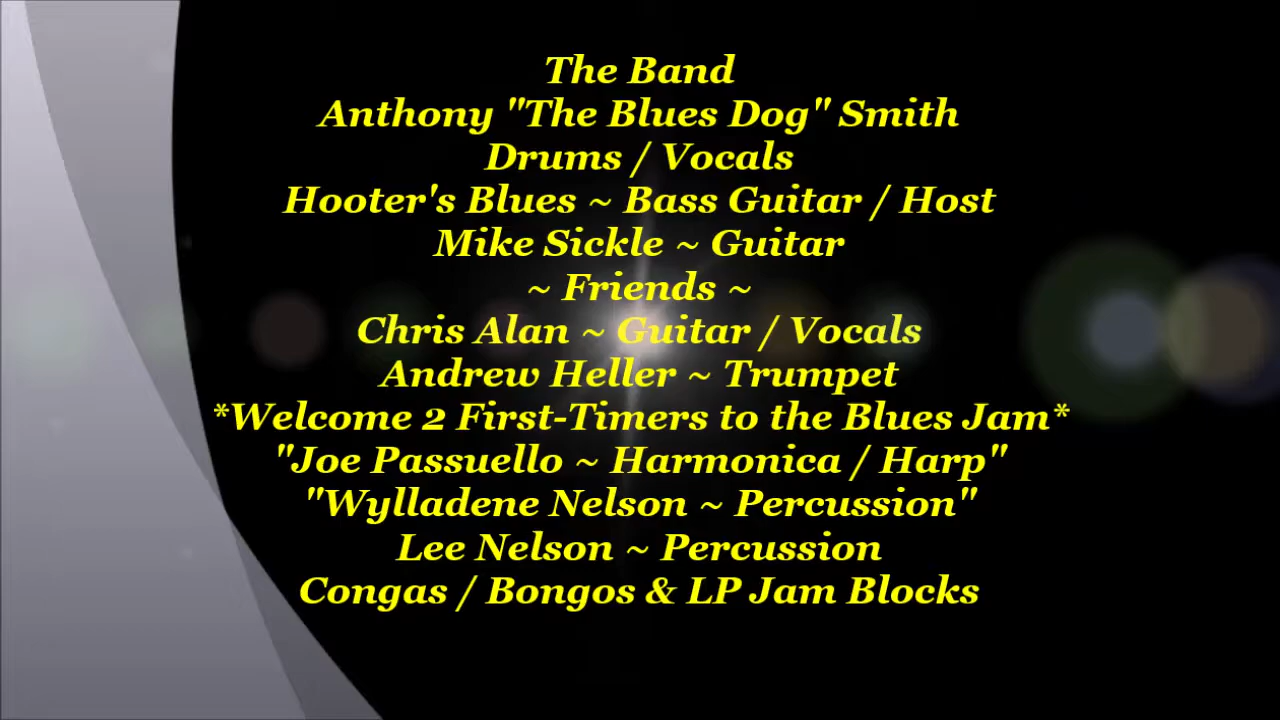 The Band
Anthony "The Blues Dog" Smith
Drums / Vocals
Hooter's Blues ~ Bass Guitar / Host
Mike Sickle ~ Guitar
~ Friends ~
Chris Alan ~ Guitar / Vocals
Andrew Heller ~ Trumpet
*Welcome 2 First-Timers to the Blues Jam*
"Joe Passuello ~ Harmonica / Harp"
"Wylladene Nelson ~ Percussion"
Lee Nelson ~ Percussion
Congas / Bongos & LP Jam Blocks